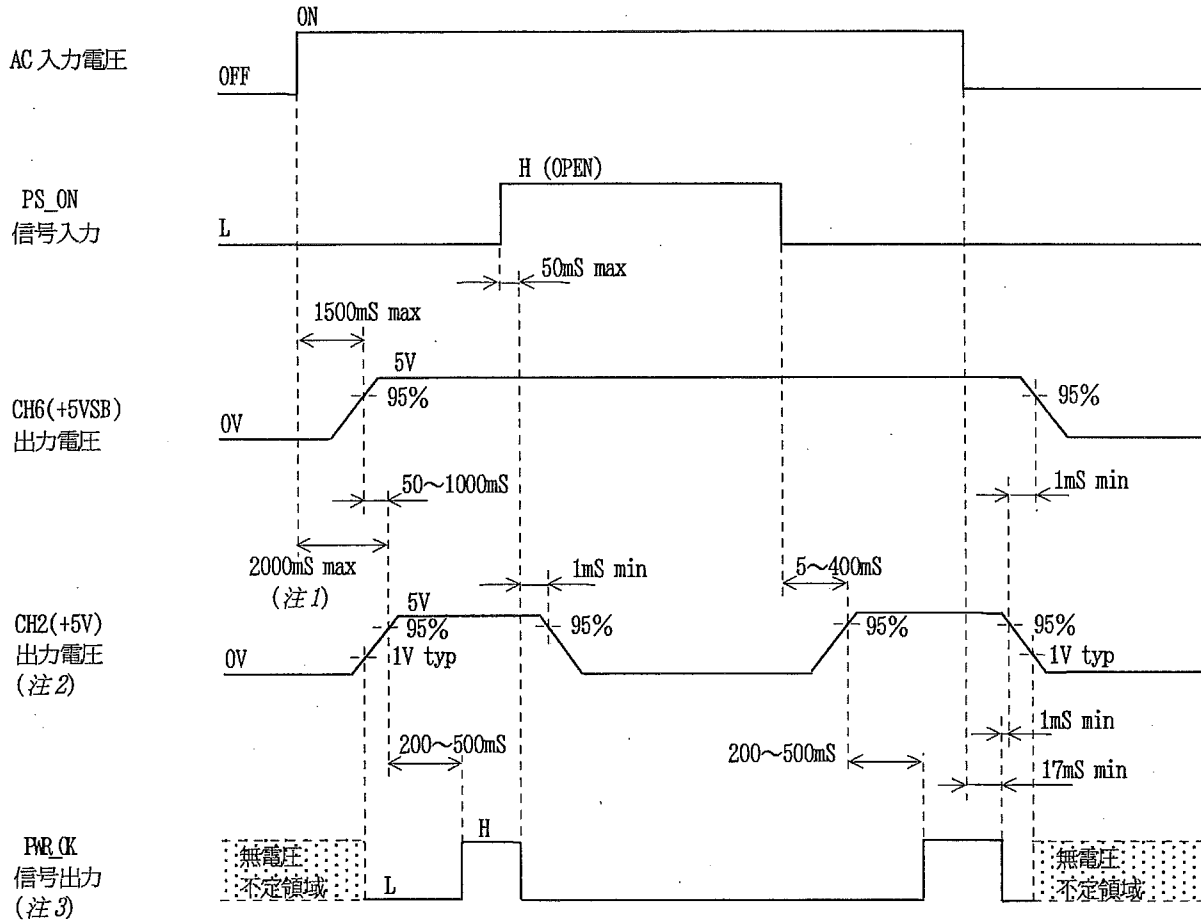 ON
AC 入力電圧
OFF
H (OPEN)
PS_ON
信号入力
L
50mS max
1500mS max
5V
95%
95%
CH6(+5VSB)
出力電圧
0V
50～1000mS
1mS min
2000mS max
(注1)
1mS min
5～400mS
5V
95%
95%
95%
95%
CH2(+5V)
出力電圧
(注2)
0V
1V typ
1V typ
1mS min
200～500mS
200～500mS
17mS min
H
PWR_OK
信号出力
(注3)
無電圧
不定領域
L
無電圧
不定領域